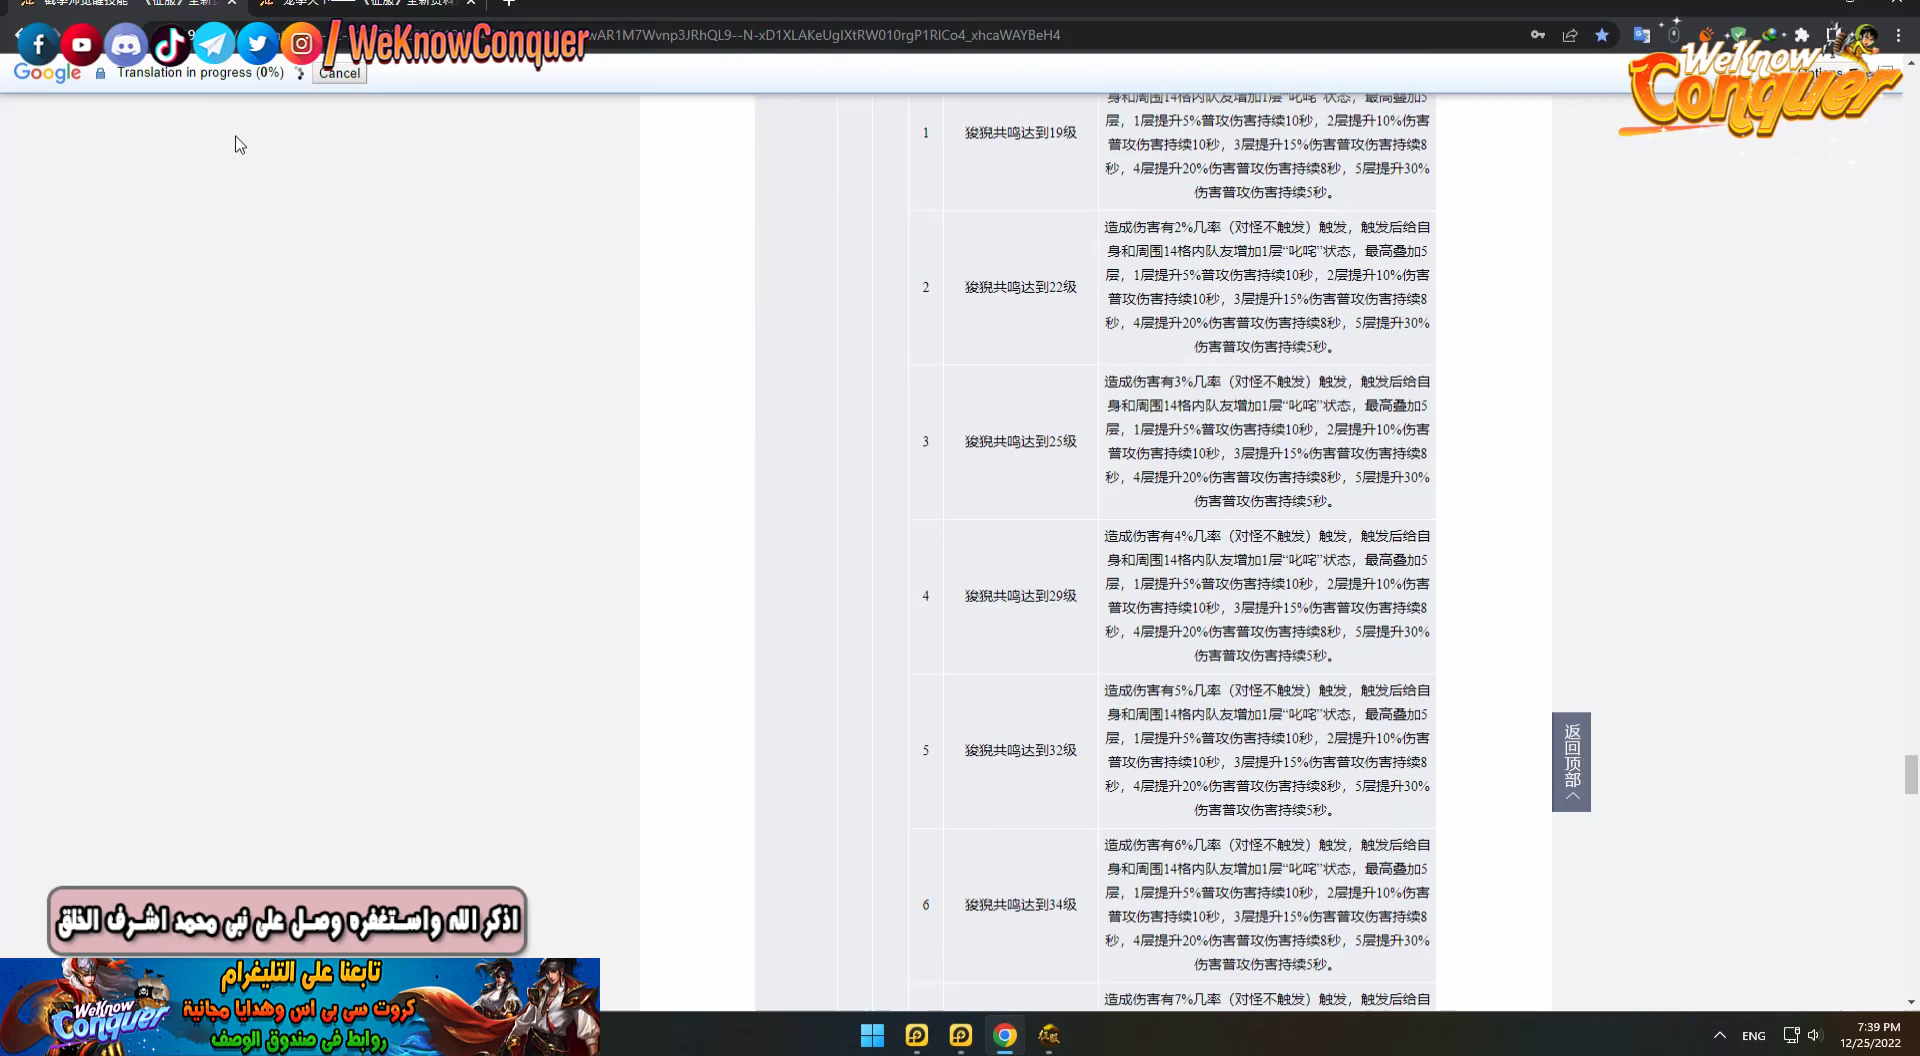 /WeKnowConquer
wAR1M7Wvnp3JRhQL9--N-xD1XLAKeUgIXtRW010rgP1RlCo4_xhcaWAYBeH4
Google
Translation in progress (0%)
Cancel
WeKnow
Conquer
身和周围14格内队友增加1层“叱咤”状态，最高叠加5
层，1层提升5%普攻伤害持续10秒，2层提升10%伤害
1
狻猊共鸣达到19级
普攻伤害持续10秒，3层提升15%伤害普攻伤害持续8
秒，4层提升20%伤害普攻伤害持续8秒，5层提升30%
伤害普攻伤害持续5秒。
造成伤害有2%几率（对怪不触发）触发，触发后给自
身和周围14格内队友增加1层“叱咤”状态，最高叠加5
层，1层提升5%普攻伤害持续10秒，2层提升10%伤害
2
狻猊共鸣达到22级
普攻伤害持续10秒，3层提升15%伤害普攻伤害持续8
秒，4层提升20%伤害普攻伤害持续8秒，5层提升30%
伤害普攻伤害持续5秒。
造成伤害有3%几率（对怪不触发）触发，触发后给自
身和周围14格内队友增加1层“叱咤”状态，最高叠加5
层，1层提升5%普攻伤害持续10秒，2层提升10%伤害
3
狻猊共鸣达到25级
普攻伤害持续10秒，3层提升15%伤害普攻伤害持续8
秒，4层提升20%伤害普攻伤害持续8秒，5层提升30%
伤害普攻伤害持续5秒。
造成伤害有4%几率（对怪不触发）触发，触发后给自
身和周围14格内队友增加1层“叱咤”状态，最高叠加5
层，1层提升5%普攻伤害持续10秒，2层提升10%伤害
4
狻猊共鸣达到29级
普攻伤害持续10秒，3层提升15%伤害普攻伤害持续8
秒，4层提升20%伤害普攻伤害持续8秒，5层提升30%
伤害普攻伤害持续5秒。
造成伤害有5%几率（对怪不触发）触发，触发后给自
身和周围14格内队友增加1层“叱咤”状态，最高叠加5
层，1层提升5%普攻伤害持续10秒，2层提升10%伤害
5
狻猊共鸣达到32级
普攻伤害持续10秒，3层提升15%伤害普攻伤害持续8
秒，4层提升20%伤害普攻伤害持续8秒，5层提升30%
伤害普攻伤害持续5秒。
造成伤害有6%几率（对怪不触发）触发，触发后给自
身和周围14格内队友增加1层“叱咤”状态，最高叠加5
层，1层提升5%普攻伤害持续10秒，2层提升10%伤害
6
狻猊共鸣达到34级
普攻伤害持续10秒，3层提升15%伤害普攻伤害持续8
秒，4层提升20%伤害普攻伤害持续8秒，5层提升30%
伤害普攻伤害持续5秒。
造成伤害有7%几率（对怪不触发）触发，触发后给自
返回顶部
اذكر الله واستغفره وصل على نبى محمد اشرف الخلق
تابعنا على التليغرام
كروت سى بى اس وهدايا مجانية
روابط فى صندوق الوصف
WeKnow
Conquer
ENG
7:39 PM
12/25/2022